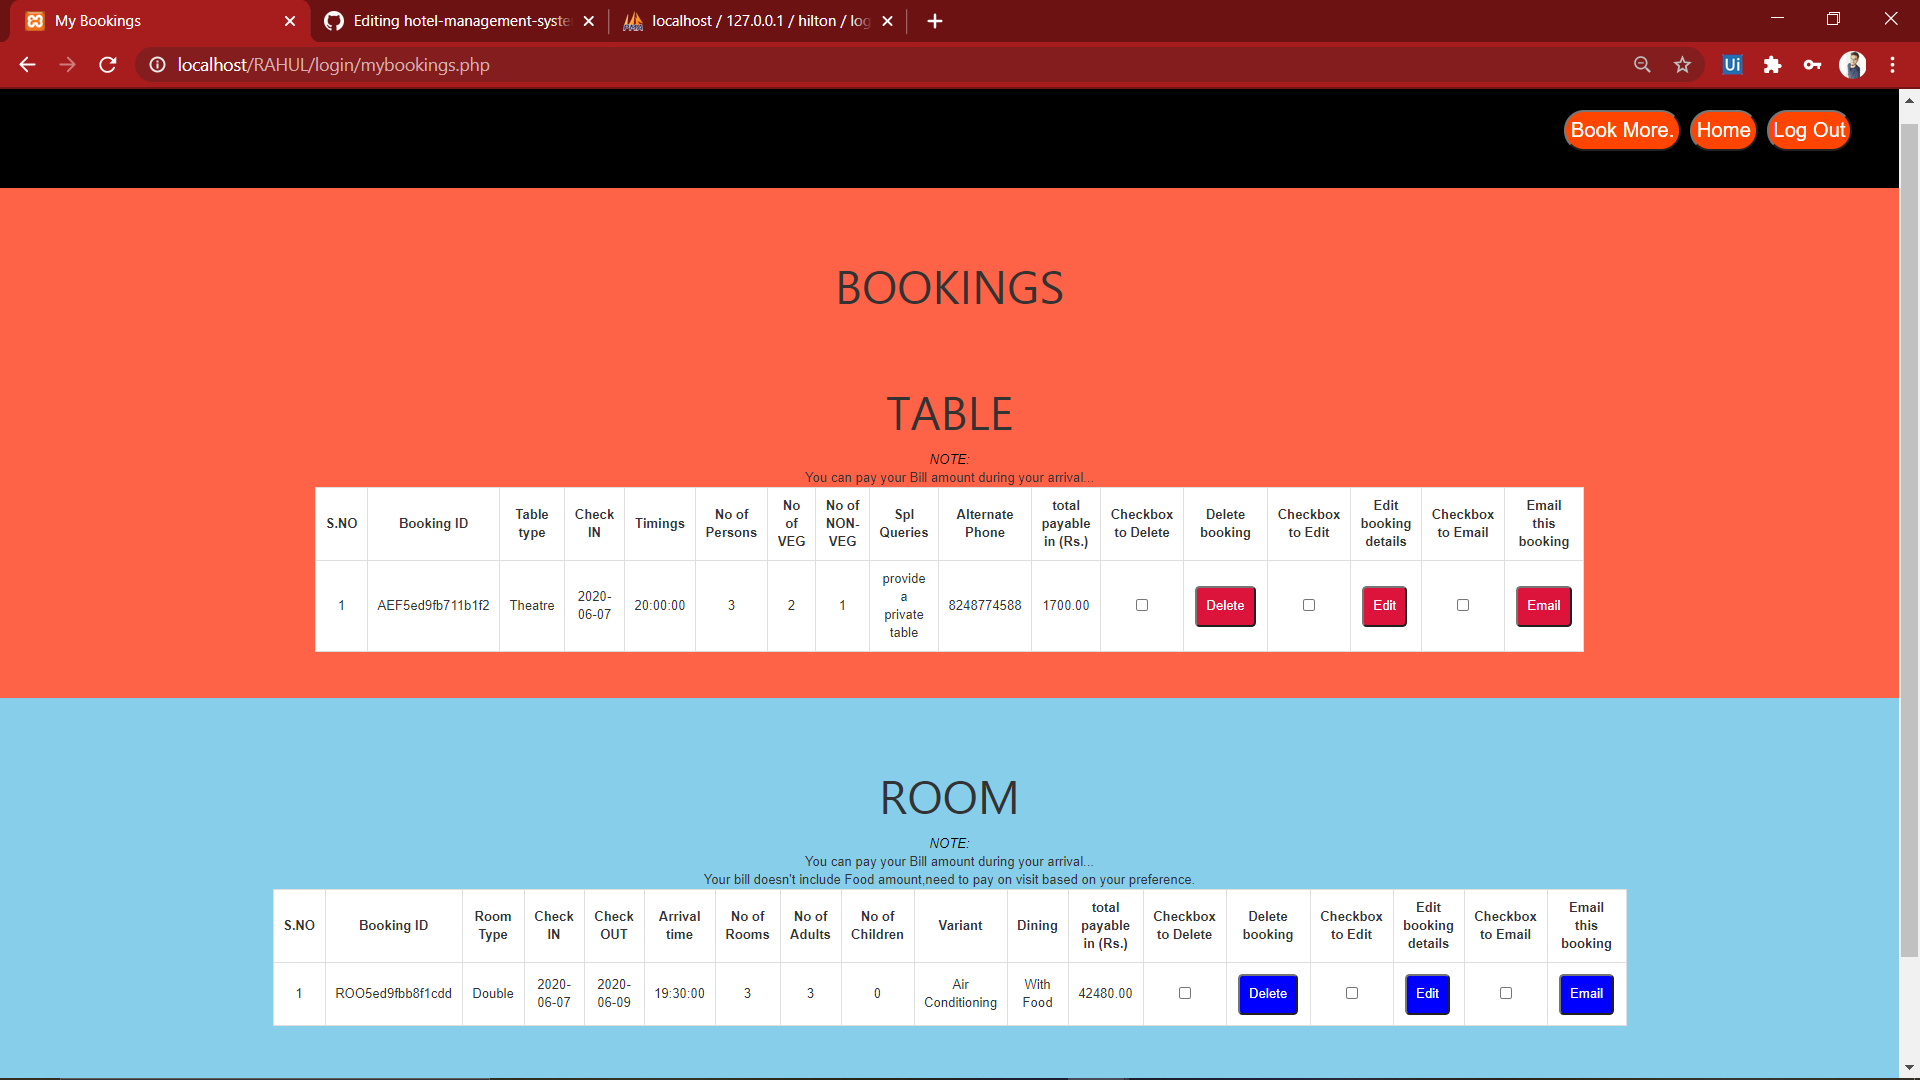 My Bookings
Editing hotel-management-syste
localhost / 127.0.0.1 / hilton / log
localhost/RAHUL/login/mybookings.php
Ui
Book More. Home Log Out
BOOKINGS
TABLE
NOTE:
You can pay your Bill amount during your arrival...
S.NO Booking ID Table type Check IN Timings No of Persons No of VEG No of NON-VEG Spl Queries Alternate Phone total payable in (Rs.) Checkbox to Delete Delete booking Checkbox to Edit Edit booking details Checkbox to Email Email this booking
1 AEF5ed9fb711b1f2 Theatre 2020-06-07 20:00:00 3 2 1 provide a private table 8248774588 1700.00 Delete Edit Email
ROOM
NOTE:
You can pay your Bill amount during your arrival...
Your bill doesn't include Food amount,need to pay on visit based on your preference.
S.NO Booking ID Room Type Check IN Check OUT Arrival time No of Rooms No of Adults No of Children Variant Dining total payable in (Rs.) Checkbox to Delete Delete booking Checkbox to Edit Edit booking details Checkbox to Email Email this booking
1 ROO5ed9fbb8f1cdd Double 2020-06-07 2020-06-09 19:30:00 3 3 0 Air Conditioning With Food 42480.00 Delete Edit Email